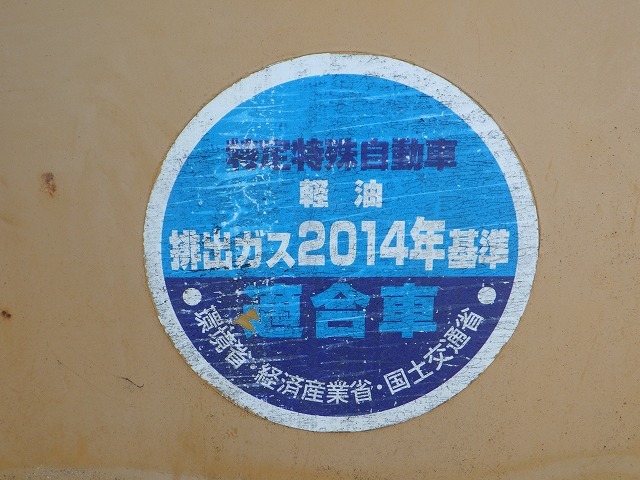 特定特殊自動車
軽油
排出ガス2014年基準
適合車
環境省・経済産業省・国土交通省